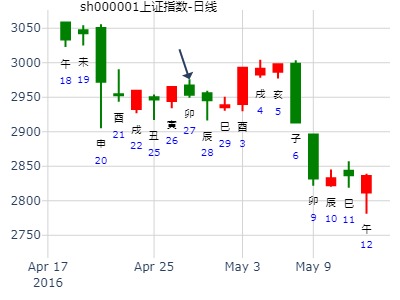 sh000001上证指数-日线
3050
3000
2950
2900
2850
2800
2750
午
18
未
19
申
20
酉
21
戌
22
丑
25
寅
26
卯
27
辰
28
巳
29
酉
3
戌
4
亥
5
子
6
卯
9
辰
10
巳
11
午
12
Apr 17
2016
Apr 25
May 3
May 9